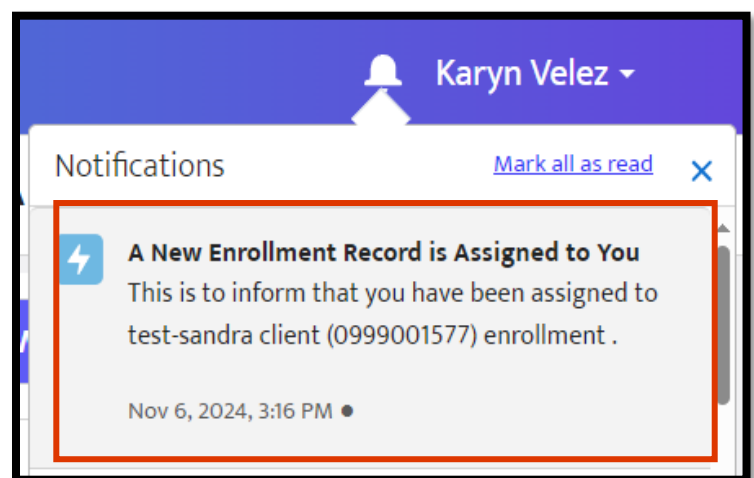 Karyn Velez
Notifications
Mark all as read
A New Enrollment Record is Assigned to You
This is to inform that you have been assigned to
test-sandra client (0999001577) enrollment .
Nov 6, 2024, 3:16 PM